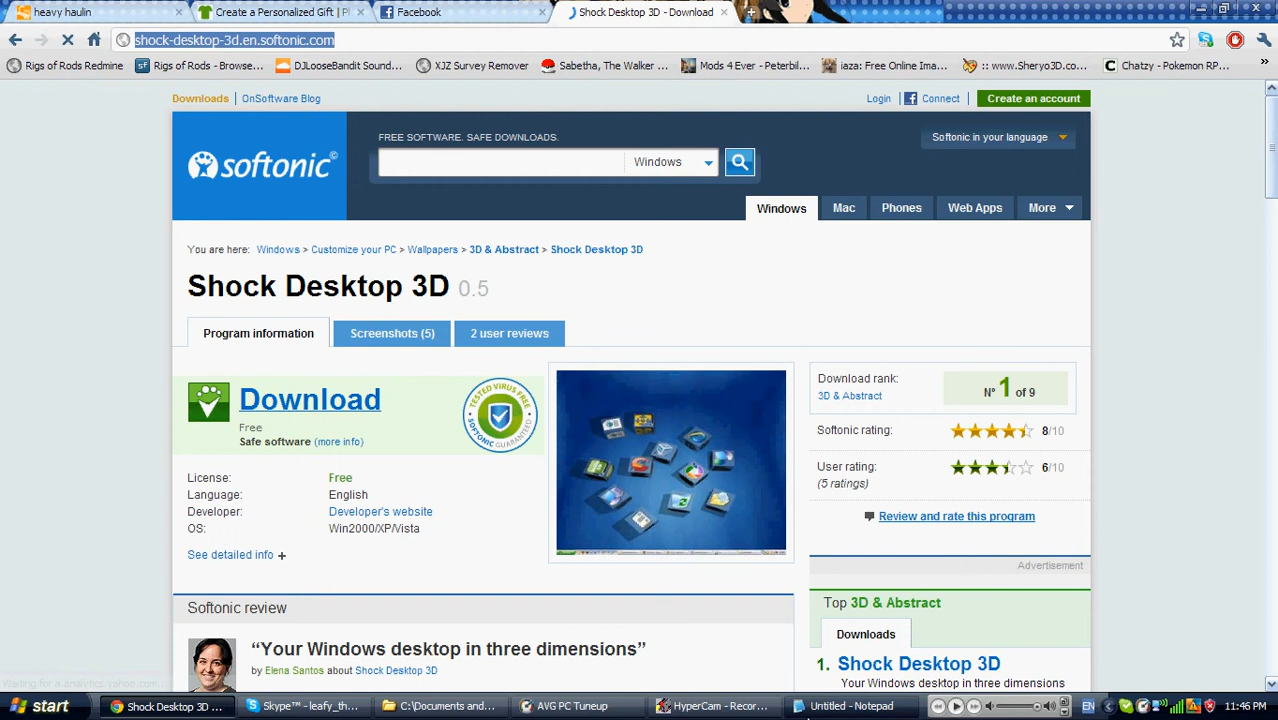 heavy haulin
Create a Personalized Gift | Pl
Facebook
Shock Desktop 3D - Download
shock-desktop-3d.en.softonic.com
Rigs of Rods Redmine
Rigs of Rods - Browse...
DJLooseBandit Sound...
XJZ Survey Remover
Sabetha, The Walker ...
Mods 4 Ever - Peterbil...
iaza: Free Online Ima...
:: www.Sheryo3D.co...
Chatzy - Pokemon RP...
Downloads | OnSoftware Blog
Login | Connect | Create an account
softonic©
FREE SOFTWARE. SAFE DOWNLOADS.
Softonic in your language
Windows
Windows Mac Phones Web Apps More
You are here: Windows > Customize your PC > Wallpapers > 3D & Abstract > Shock Desktop 3D
Shock Desktop 3D 0.5
Program information
Screenshots (5)
2 user reviews
Download
Free
Safe software (more info)
TESTED VIRUS FREE
SOFTONIC GUARANTEED
License: Free
Language: English
Developer: Developer's website
OS: Win2000/XP/Vista
See detailed info +
Download rank:
3D & Abstract
Nº 1 of 9
Softonic rating: 8/10
User rating: 6/10
(5 ratings)
Review and rate this program
Advertisement
Softonic review
“Your Windows desktop in three dimensions”
by Elena Santos about Shock Desktop 3D
Top 3D & Abstract
Downloads
1. Shock Desktop 3D
Your Windows desktop in three dimensions
Waiting for a.analytics.yahoo.com...
start
Shock Desktop 3D ...
Skype™ - leafy_th...
C:\Documents and...
AVG PC Tuneup
HyperCam - Recor...
Untitled - Notepad
EN
11:46 PM